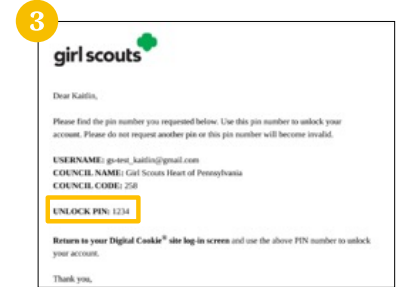 3
girl scouts
Dear Kaitlin,
Please find the pin number you requested below. Use this pin number to unlock your
account. Please do not request another pin or this pin number will become invalid.
USERNAME: gs-test_kaitlin@gmail.com
COUNCIL NAME: Girl Scouts Heart of Pennsylvania
COUNCIL CODE: 258
UNLOCK PIN: 1234
Return to your Digital Cookie® site log-in screen and use the above PIN number to unlock
your account.
Thank you,